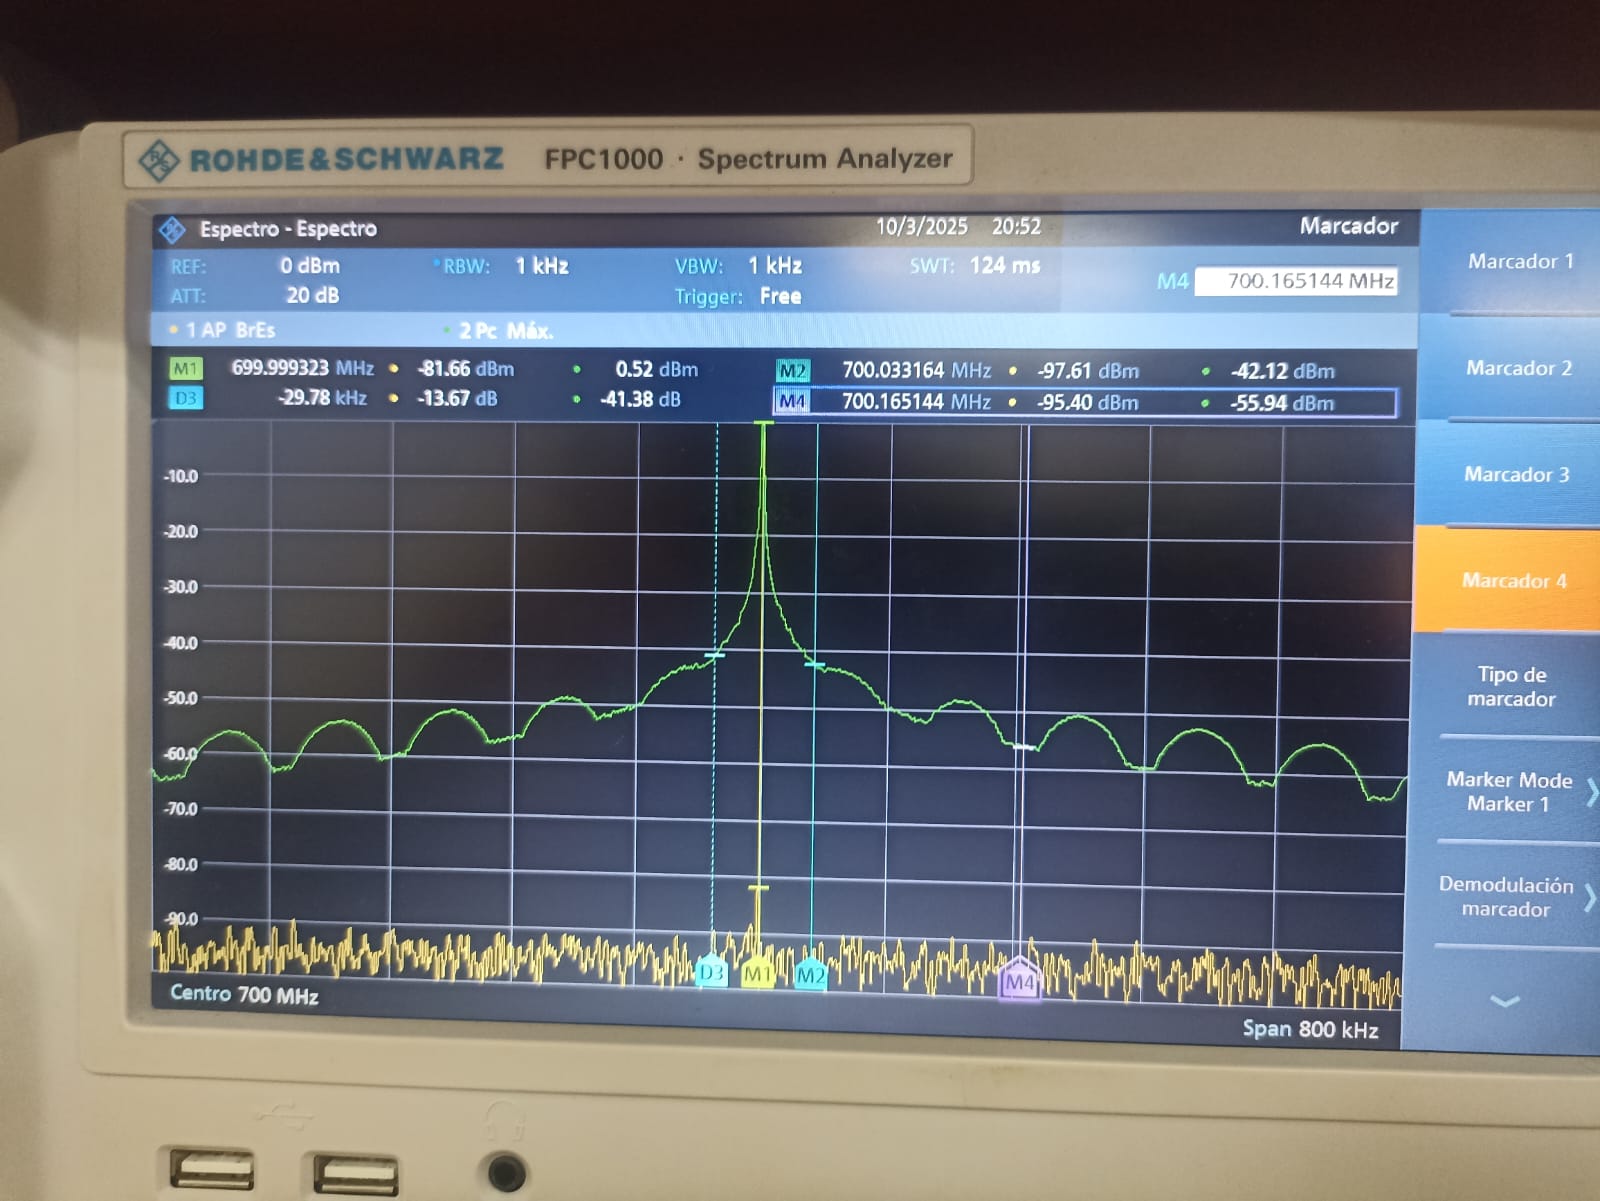 ROHDE&SCHWARZ FPC1000 · Spectrum Analyzer
Espectro - Espectro 10/3/2025 20:52 Marcador
REF: 0 dBm RBW: 1 kHz VBW: 1 kHz SWT: 124 ms
ATT: 20 dB Trigger: Free M4 700.165144 MHz
1 AP BrEs 2 Pc Máx.
M1 699.999323 MHz -81.66 dBm 0.52 dBm M2 700.033164 MHz -97.61 dBm -42.12 dBm
D3 -29.78 kHz -13.67 dB -41.38 dB M4 700.165144 MHz -95.40 dBm -55.94 dBm
-10.0
-20.0
-30.0
-40.0
-50.0
-60.0
-70.0
-80.0
-90.0
D3 M1 M2 M4
Centro 700 MHz
Span 800 kHz
Marcador 1
Marcador 2
Marcador 3
Marcador 4
Tipo de
marcador
Marker Mode
Marker 1
Demodulación
marcador